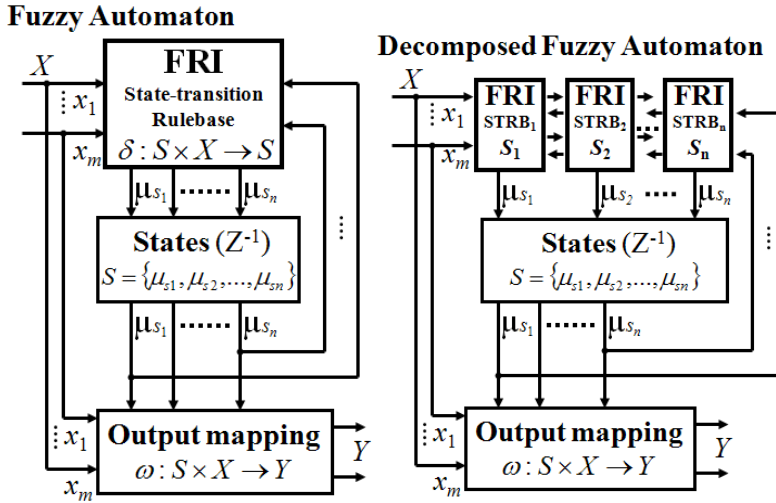 Fuzzy Automaton
X
x1
xm
FRI
State-transition
Rulebase
δ : S × X → S
μs1 ······ μsn
States (Z-1)
S = {μs1, μs2, ..., μsn}
μs1 ······ μsn
Output mapping
ω : S × X → Y
x1
xm
Y
Decomposed Fuzzy Automaton
X
x1
xm
FRI
STRB1
S1
FRI
STRB2
S2
FRI
STRBn
Sn
μs1 μs2 ···· μsn
States (Z-1)
S = {μs1, μs2, ..., μsn}
μs1 ······ μsn
Output mapping
ω : S × X → Y
x1
xm
Y